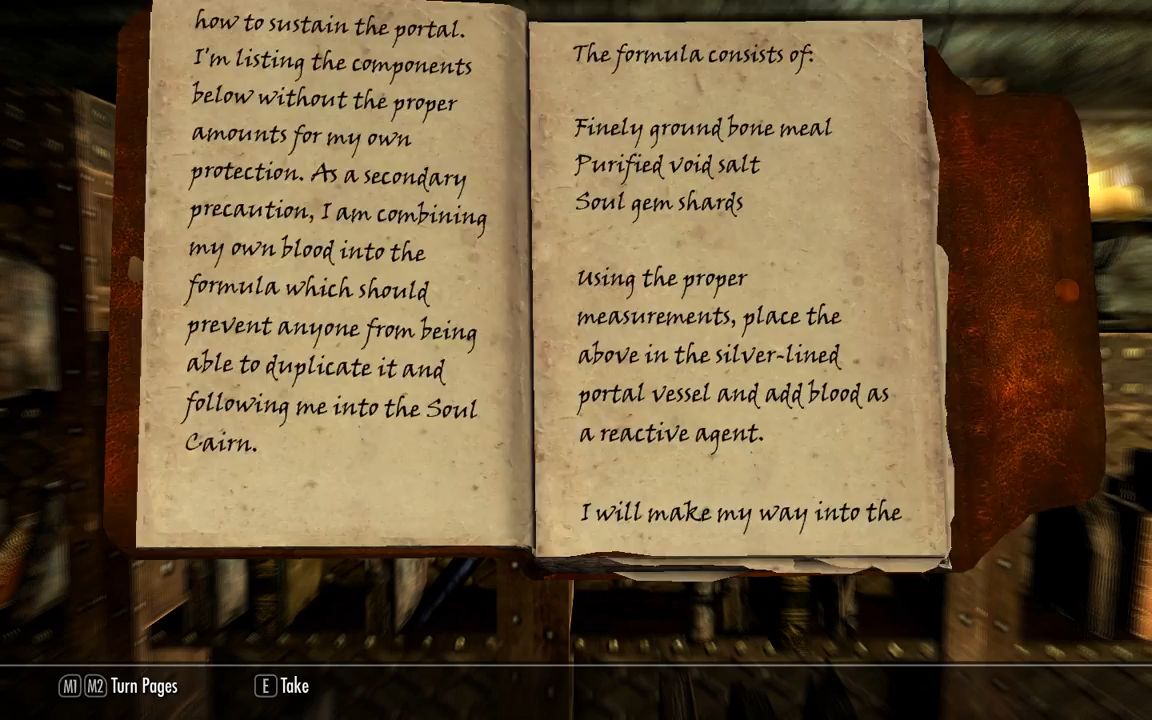 how to sustain the portal.
I'm listing the components
below without the proper
amounts for my own
protection. As a secondary
precaution, I am combining
my own blood into the
formula which should
prevent anyone from being
able to duplicate it and
following me into the Soul
Cairn.
The formula consists of:
Finely ground bone meal
Purified void salt
Soul gem shards
Using the proper
measurements, place the
above in the silver-lined
portal vessel and add blood as
a reactive agent.
I will make my way into the
M1 M2 Turn Pages
E Take